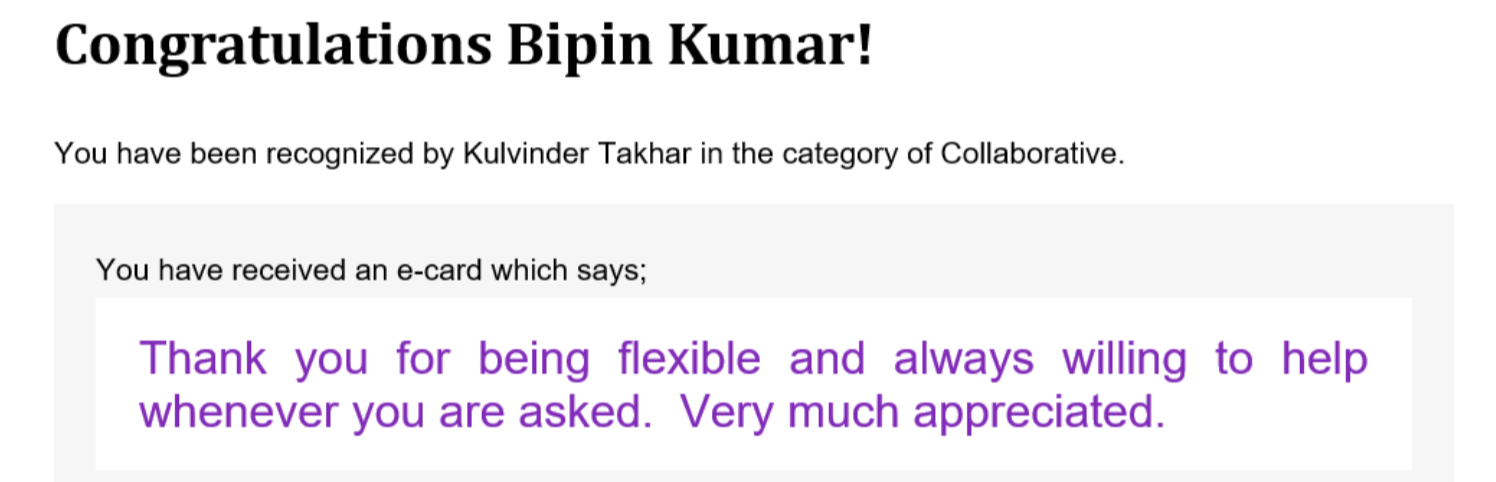 Congratulations Bipin Kumar!
You have been recognized by Kulvinder Takhar in the category of Collaborative.
You have received an e-card which says;
Thank you for being flexible and always willing to help
whenever you are asked.  Very much appreciated.